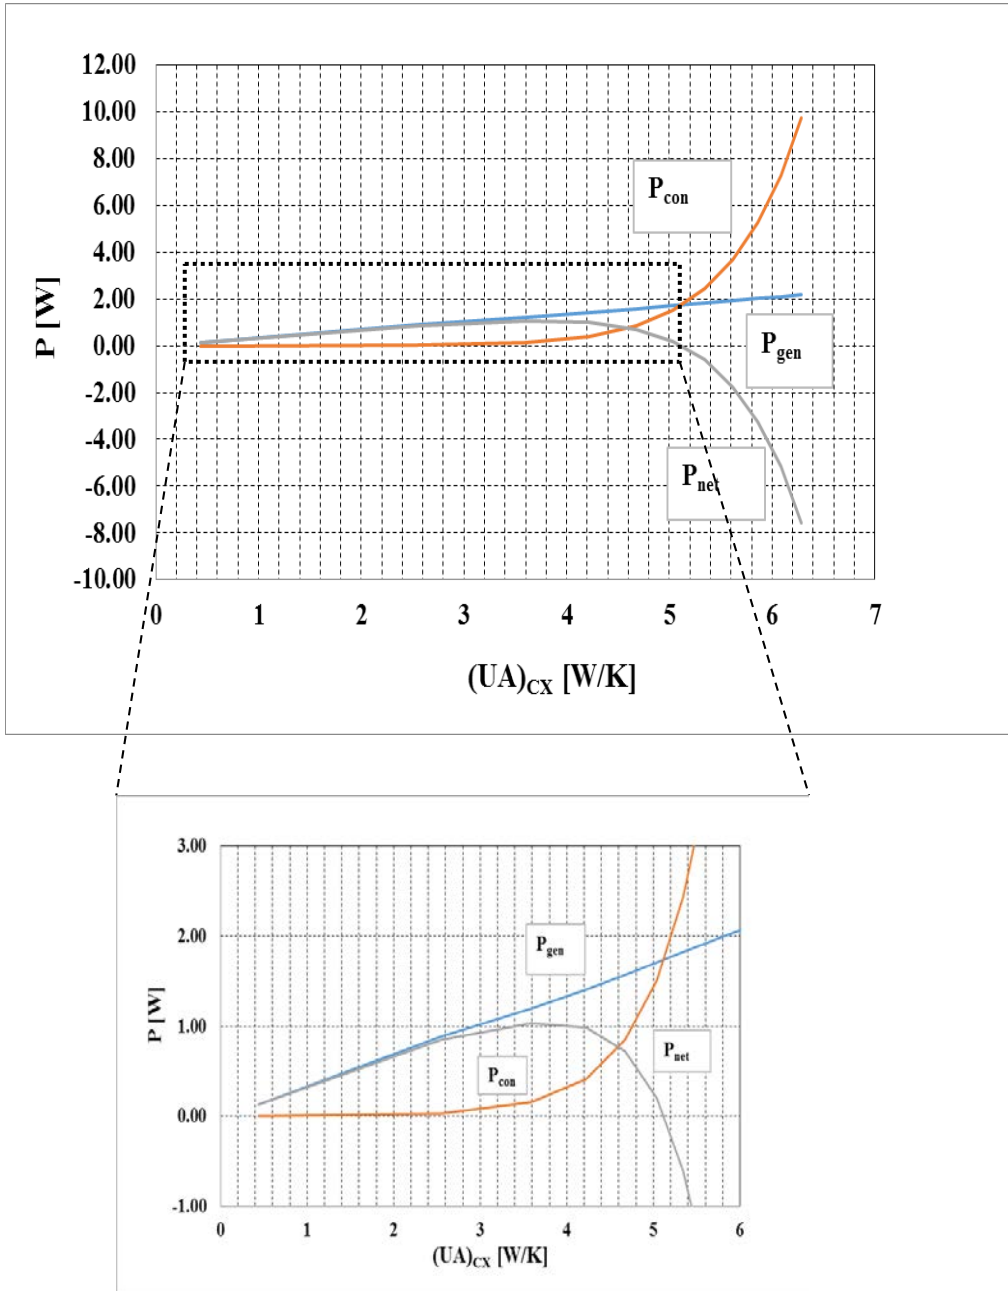 12.00
10.00
8.00
6.00
4.00
2.00
0.00
-2.00
-4.00
-6.00
-8.00
-10.00
P [W]
Pcon
Pgen
Pnet
0 1 2 3 4 5 6 7
(UA)CX [W/K]
3.00
2.00
1.00
0.00
-1.00
P [W]
Pgen
Pnet
Pcon
0 1 2 3 4 5 6
(UA)CX [W/K]